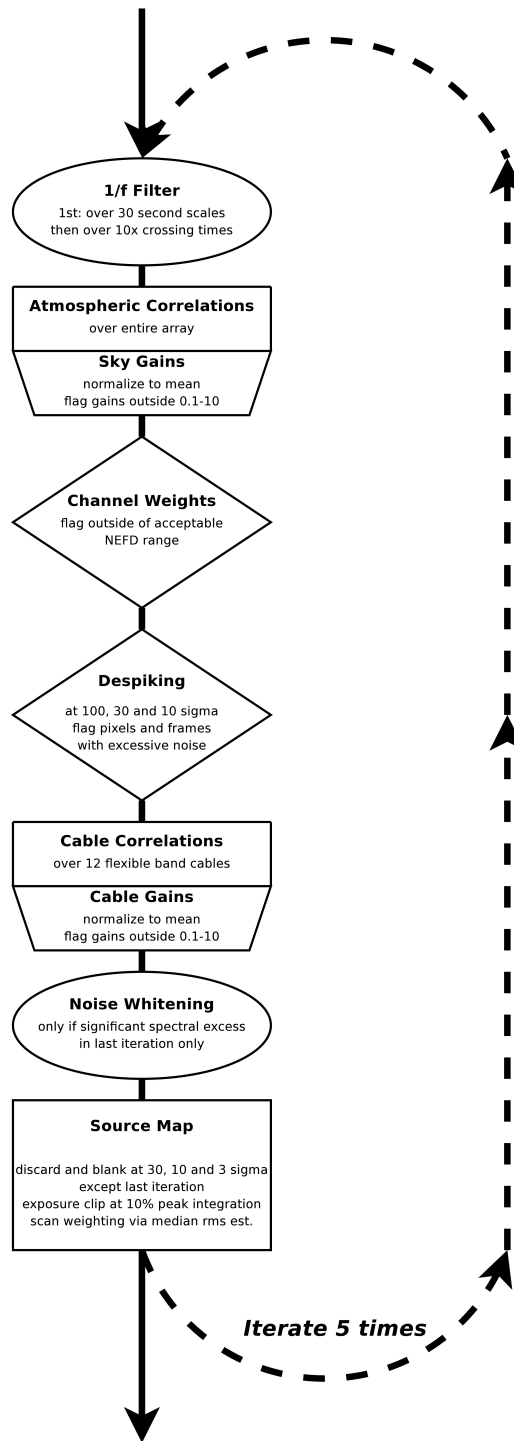 1/f Filter
1st: over 30 second scales
then over 10x crossing times
Atmospheric Correlations
over entire array
Sky Gains
normalize to mean
flag gains outside 0.1-10
Channel Weights
flag outside of acceptable
NEFD range
Despiking
at 100, 30 and 10 sigma
flag pixels and frames
with excessive noise
Cable Correlations
over 12 flexible band cables
Cable Gains
normalize to mean
flag gains outside 0.1-10
Noise Whitening
only if significant spectral excess
in last iteration only
Source Map
discard and blank at 30, 10 and 3 sigma
except last iteration
exposure clip at 10% peak integration
scan weighting via median rms est.
Iterate 5 times